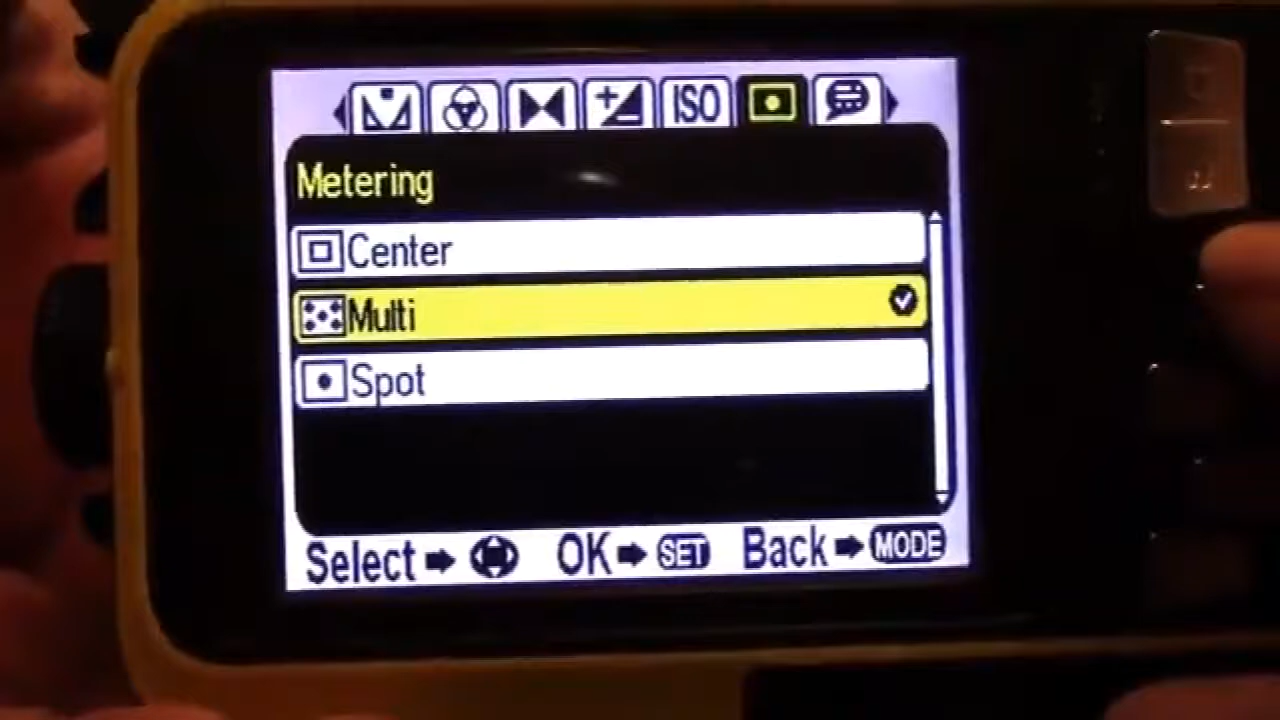 ISO
Metering
Center
Multi
Spot
Select SET OK Back MODE